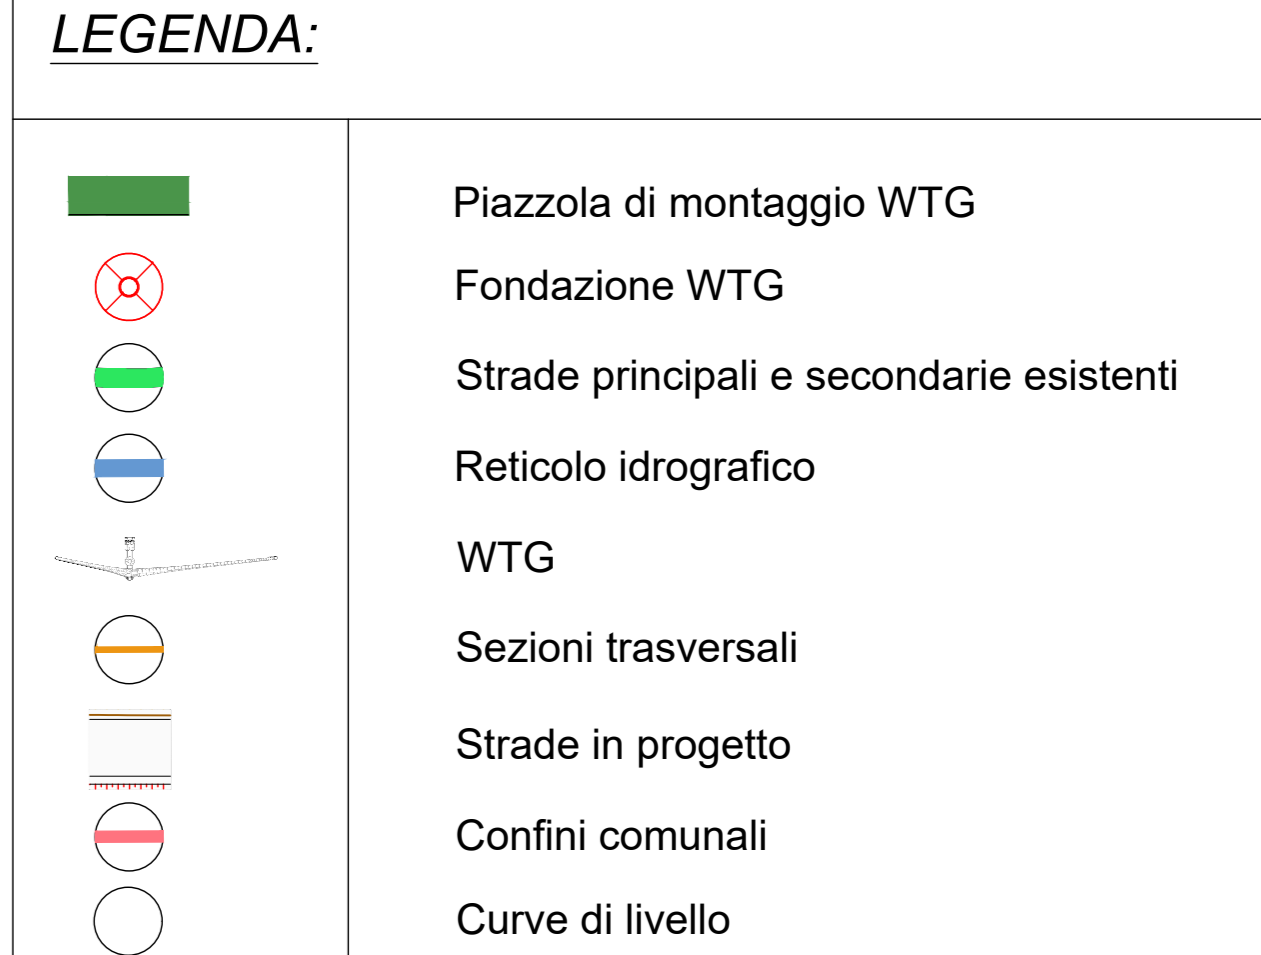 LEGENDA:
Piazzola di montaggio WTG
Fondazione WTG
Strade principali e secondarie esistenti
Reticolo idrografico
WTG
Sezioni trasversali
Strade in progetto
Confini comunali
Curve di livello